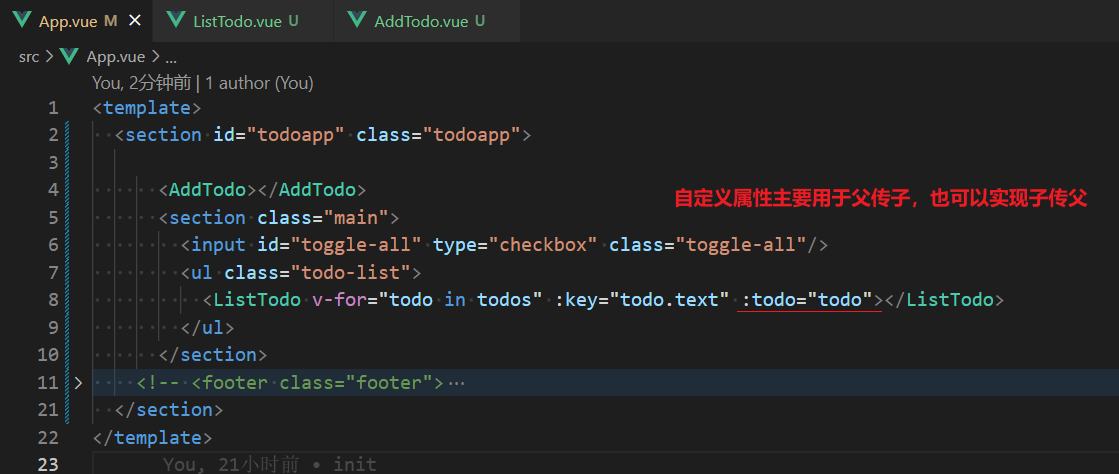 App.vue M × ListTodo.vue U AddTodo.vue U
src > App.vue > ...
You, 2分钟前 | 1 author (You)
1 <template>
2 <section id="todoapp" class="todoapp">
3
4 <AddTodo></AddTodo>
自定义属性主要用于父传子，也可以实现子传父
5 <section class="main">
6 <input id="toggle-all" type="checkbox" class="toggle-all"/>
7 <ul class="todo-list">
8 <ListTodo v-for="todo in todos" :key="todo.text" :todo="todo"></ListTodo>
9 </ul>
10 </section>
11 > <!-- <footer class="footer"> ...
21 </section>
22 </template>
23 You, 21小时前 • init